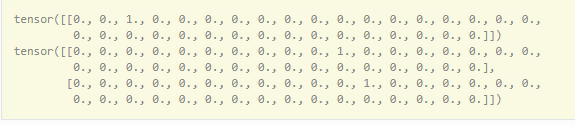 tensor([[0., 0., 1., 0., 0., 0., 0., 0., 0., 0., 0., 0., 0., 0., 0., 0., 0., 0.,
0., 0., 0., 0., 0., 0., 0., 0., 0., 0., 0., 0., 0., 0., 0., 0.]])
tensor([[0., 0., 0., 0., 0., 0., 0., 0., 0., 0., 1., 0., 0., 0., 0., 0., 0., 0.,
0., 0., 0., 0., 0., 0., 0., 0., 0., 0., 0., 0., 0., 0., 0., 0.],
[0., 0., 0., 0., 0., 0., 0., 0., 0., 0., 0., 1., 0., 0., 0., 0., 0., 0.,
0., 0., 0., 0., 0., 0., 0., 0., 0., 0., 0., 0., 0., 0., 0., 0.]])